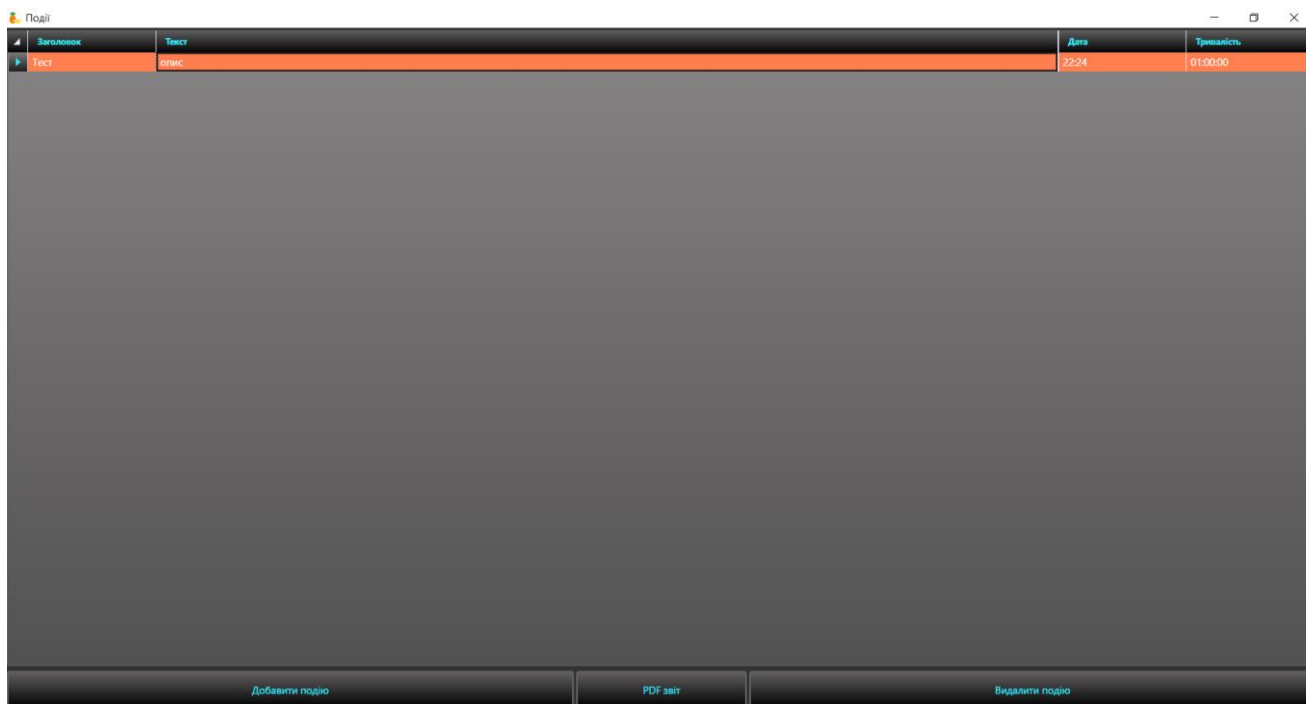 Події
Заголовок Текст Дата Тривалість
Тест опис 22:24 01:00:00
Добавити подію PDF звіт Видалити подію